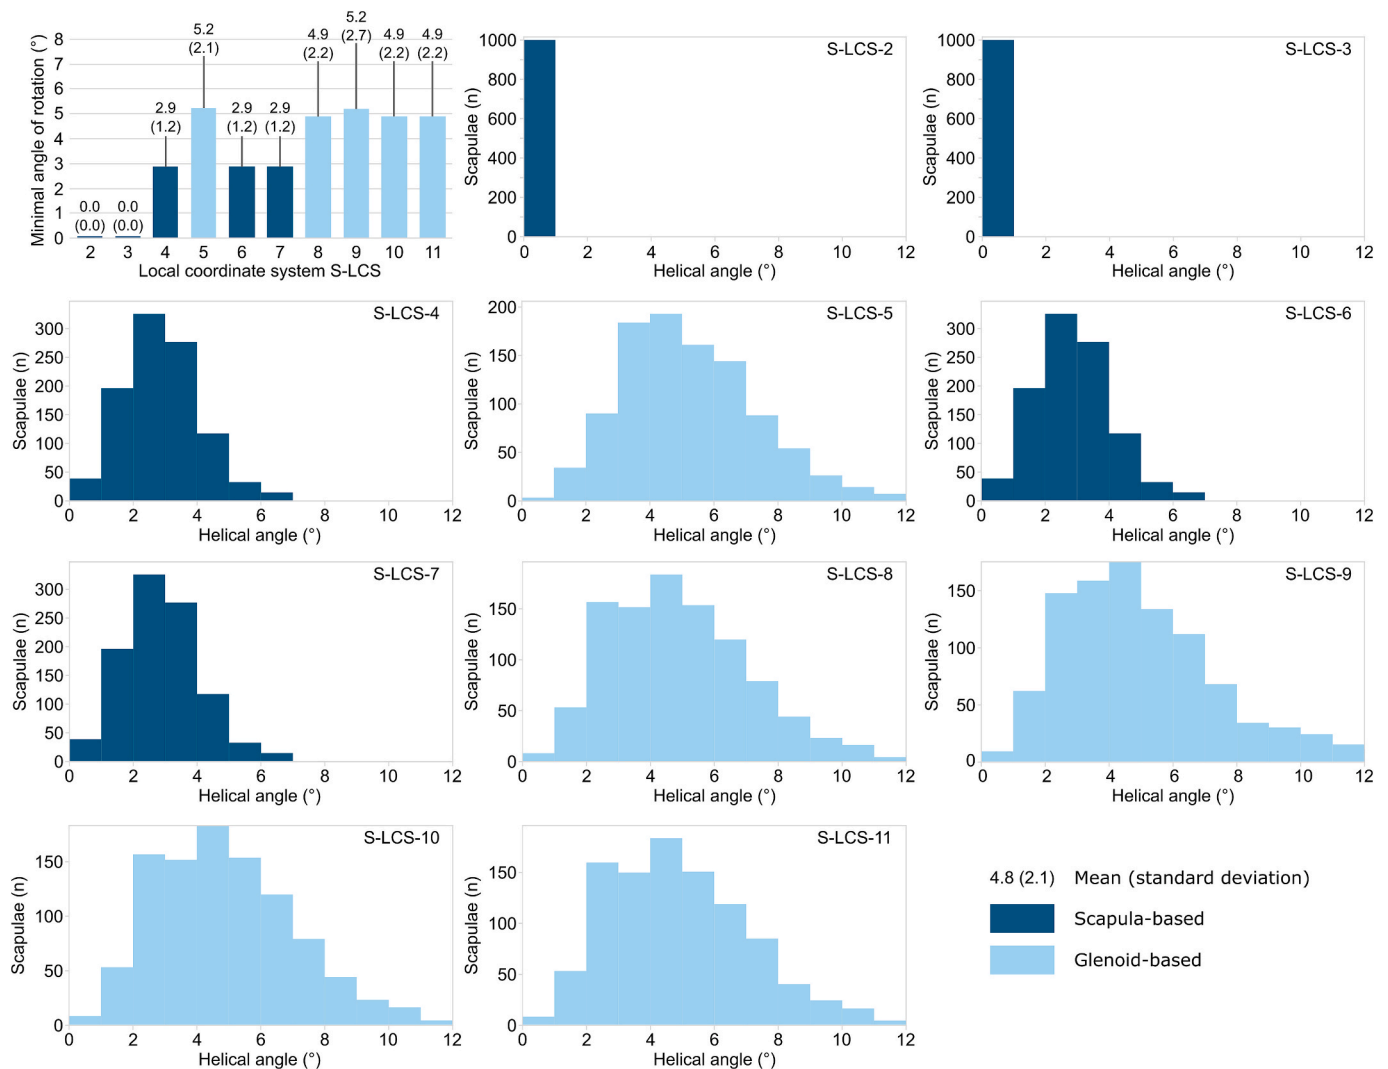 5.2
(2.1)
4.9
(2.2)
5.2
(2.7)
4.9
(2.2)
4.9
(2.2)
2.9
(1.2)
2.9
(1.2)
2.9
(1.2)
0.0
(0.0)
0.0
(0.0)
Minimal angle of rotation (°)
8
7
6
5
4
3
2
1
0
2 3 4 5 6 7 8 9 10 11
Local coordinate system S-LCS
S-LCS-2
Scapulae (n)
1000
800
600
400
200
0
0 2 4 6 8 10 12
Helical angle (°)
S-LCS-3
Scapulae (n)
1000
800
600
400
200
0
0 2 4 6 8 10 12
Helical angle (°)
S-LCS-4
Scapulae (n)
300
250
200
150
100
50
0
0 2 4 6 8 10 12
Helical angle (°)
S-LCS-5
Scapulae (n)
200
150
100
50
0
0 2 4 6 8 10 12
Helical angle (°)
S-LCS-6
Scapulae (n)
300
250
200
150
100
50
0
0 2 4 6 8 10 12
Helical angle (°)
S-LCS-7
Scapulae (n)
300
250
200
150
100
50
0
0 2 4 6 8 10 12
Helical angle (°)
S-LCS-8
Scapulae (n)
150
100
50
0
0 2 4 6 8 10 12
Helical angle (°)
S-LCS-9
Scapulae (n)
150
100
50
0
0 2 4 6 8 10 12
Helical angle (°)
S-LCS-10
Scapulae (n)
150
100
50
0
0 2 4 6 8 10 12
Helical angle (°)
S-LCS-11
Scapulae (n)
150
100
50
0
0 2 4 6 8 10 12
Helical angle (°)
4.8 (2.1) Mean (standard deviation)
Scapula-based
Glenoid-based